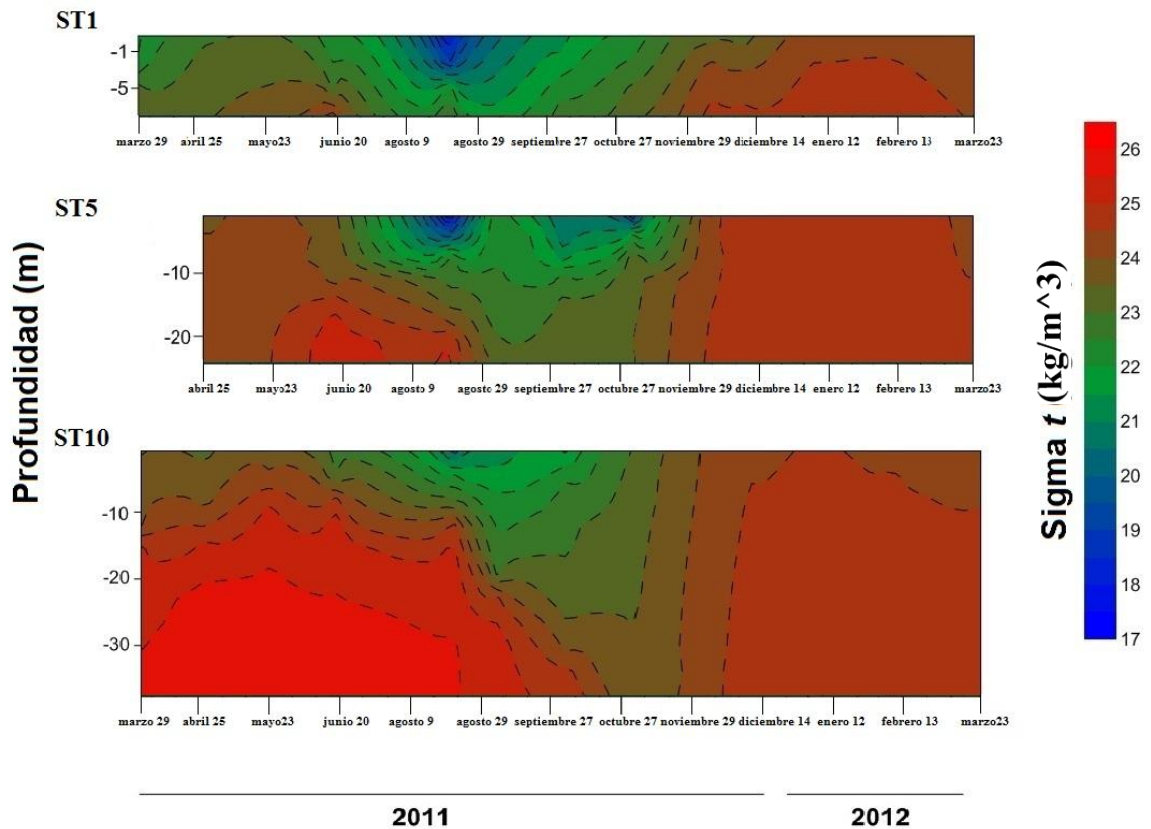 ST1
-1
-5
marzo 29 abril 25 mayo23 junio 20 agosto 9 agosto 29 septiembre 27 octubre 27 noviembre 29 diciembre 14 enero 12 febrero 13 marzo23
ST5
-10
-20
abril 25 mayo23 junio 20 agosto 9 agosto 29 septiembre 27 octubre 27 noviembre 29 diciembre 14 enero 12 febrero 13 marzo23
ST10
-10
-20
-30
marzo 29 abril 25 mayo23 junio 20 agosto 9 agosto 29 septiembre 27 octubre 27 noviembre 29 diciembre 14 enero 12 febrero 13 marzo23
2011 2012
Profundidad (m)
Sigma t (kg/m^3)
26
25
24
23
22
21
20
19
18
17